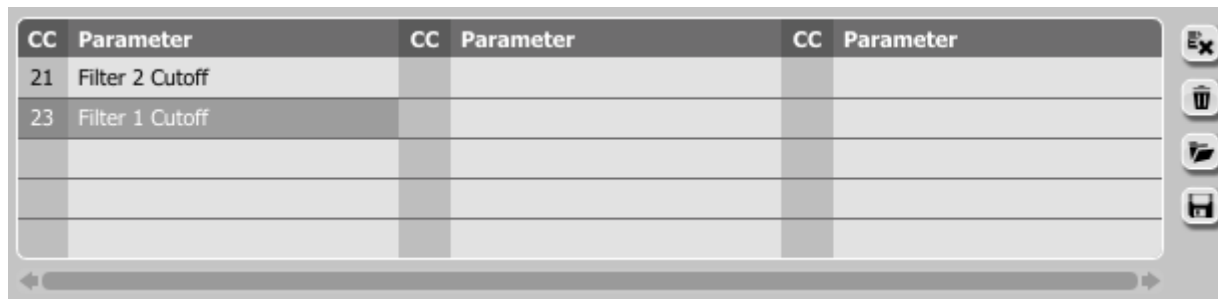 CC Parameter CC Parameter CC Parameter
21 Filter 2 Cutoff
23 Filter 1 Cutoff